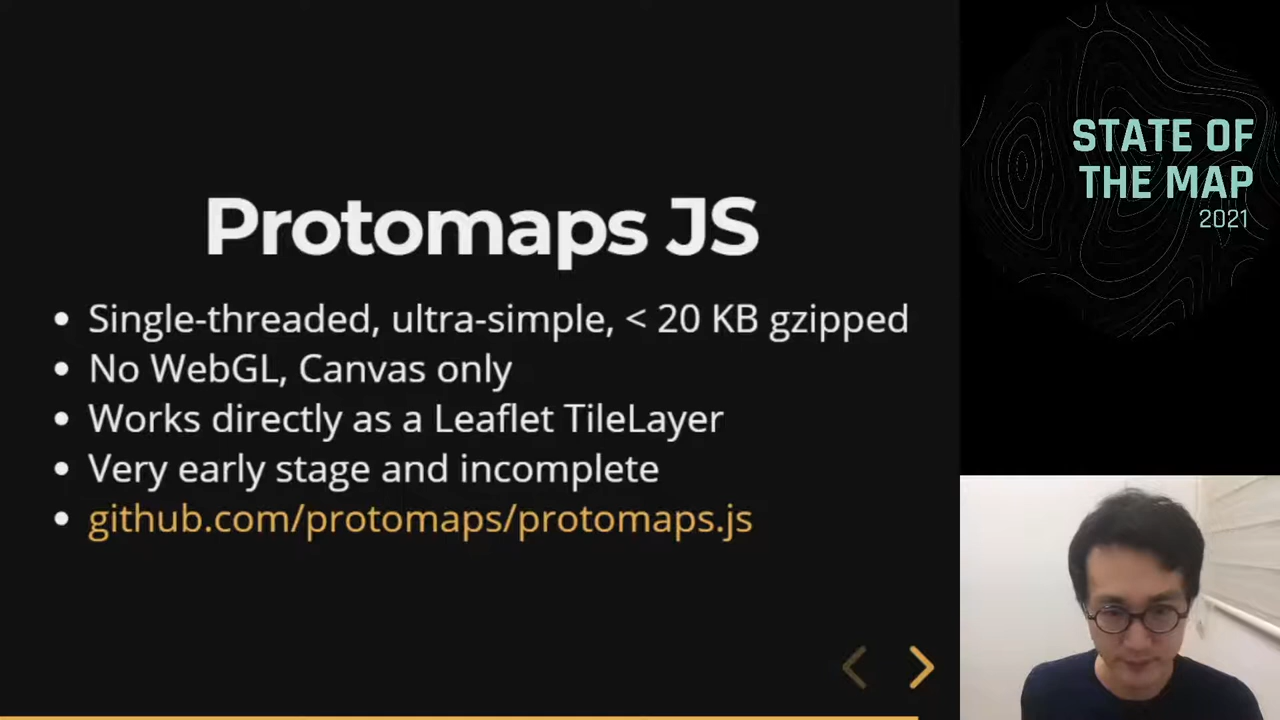 Protomaps JS
Single-threaded, ultra-simple, < 20 KB gzipped
No WebGL, Canvas only
Works directly as a Leaflet TileLayer
Very early stage and incomplete
github.com/protomaps/protomaps.js
STATE OF
THE MAP
2021